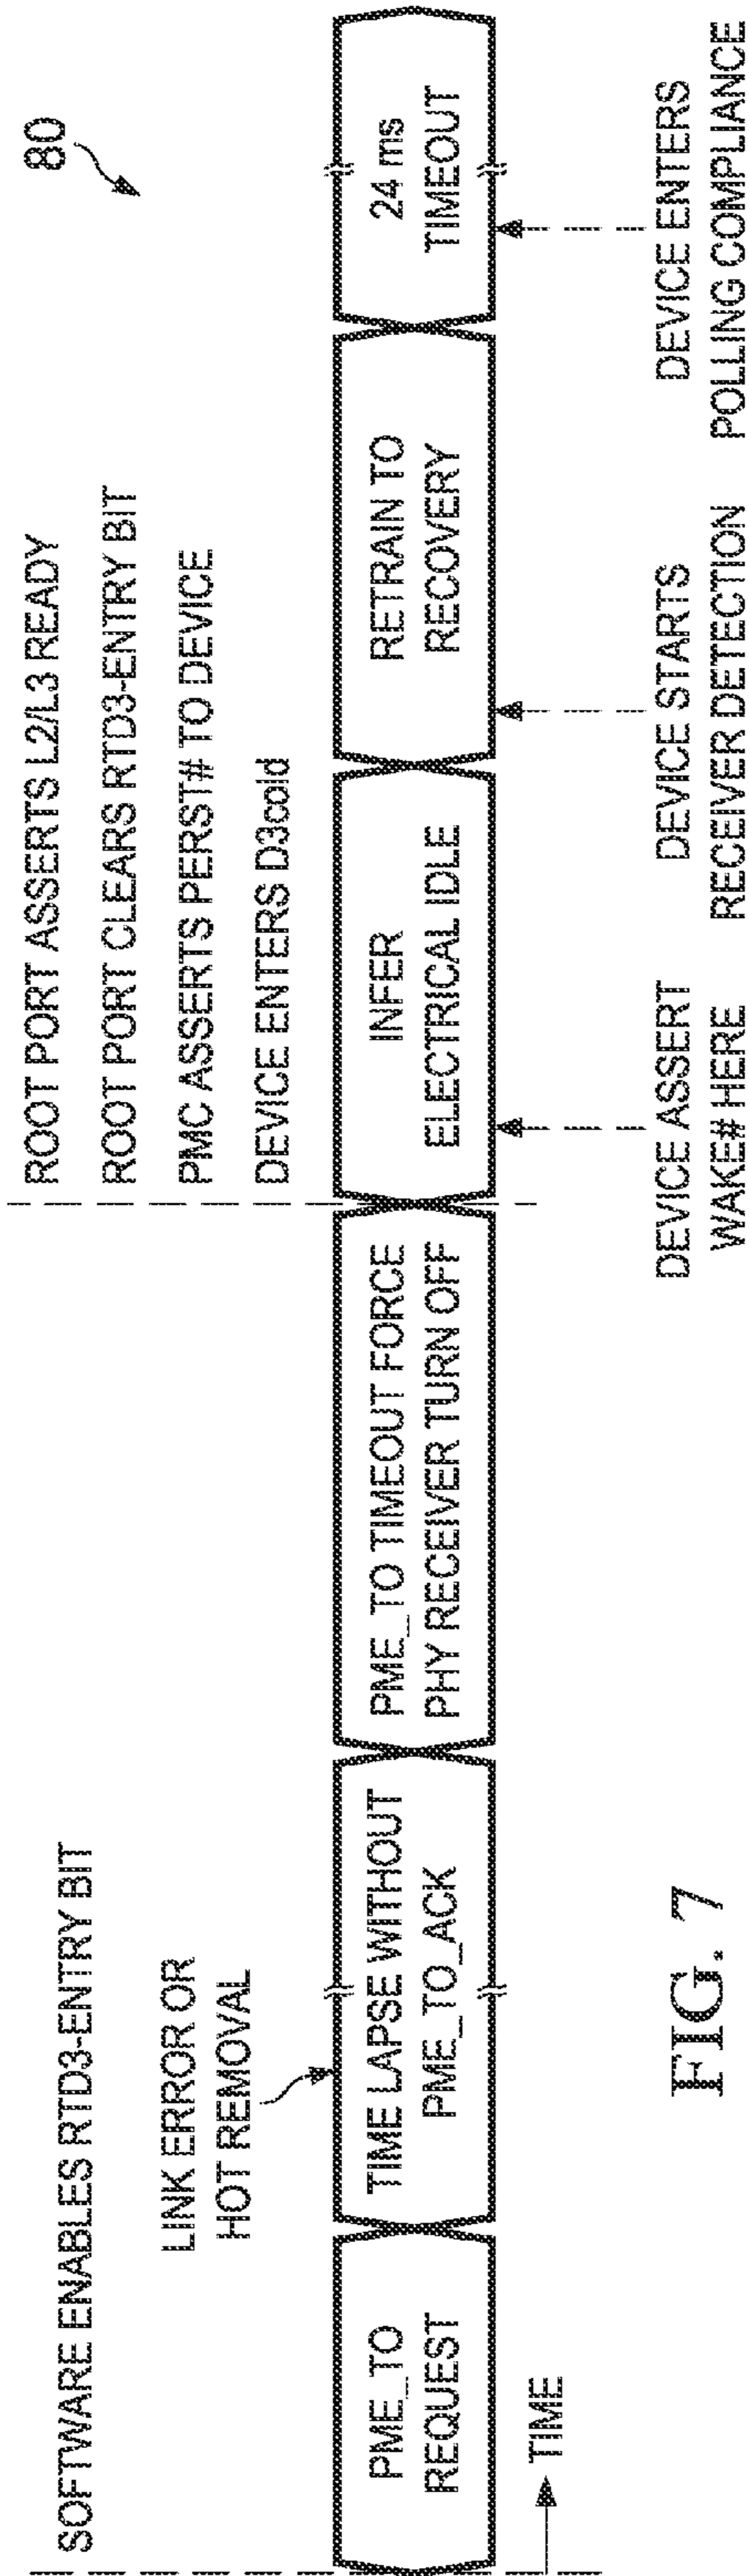 80
SOFTWARE ENABLES RTD3-ENTRY BIT
ROOT PORT ASSERTS L2/L3 READY
ROOT PORT CLEARS RTD3-ENTRY BIT
PMC ASSERTS PERST# TO DEVICE
DEVICE ENTERS D3cold
LINK ERROR OR
HOT REMOVAL
PME_TO
REQUEST
TIME LAPSE WITHOUT
PME_TO_ACK
PME_TO TIMEOUT FORCE
PHY RECEIVER TURN OFF
INFER
ELECTRICAL IDLE
RETRAIN TO
RECOVERY
24 ms
TIMEOUT
TIME
DEVICE ASSERT
WAKE# HERE
DEVICE STARTS
RECEIVER DETECTION
DEVICE ENTERS
POLLING COMPLIANCE
FIG. 7